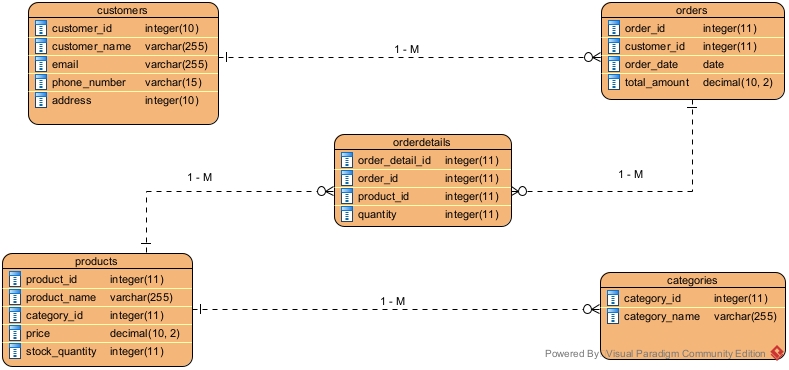 customers
customer_id integer(10)
customer_name varchar(255)
email varchar(255)
phone_number varchar(15)
address integer(10)
1 - M
orders
order_id integer(11)
customer_id integer(11)
order_date date
total_amount decimal(10, 2)
orderdetails
order_detail_id integer(11)
order_id integer(11)
product_id integer(11)
quantity integer(11)
1 - M
1 - M
products
product_id integer(11)
product_name varchar(255)
category_id integer(11)
price decimal(10, 2)
stock_quantity integer(11)
1 - M
categories
category_id integer(11)
category_name varchar(255)
Powered By Visual Paradigm Community Edition